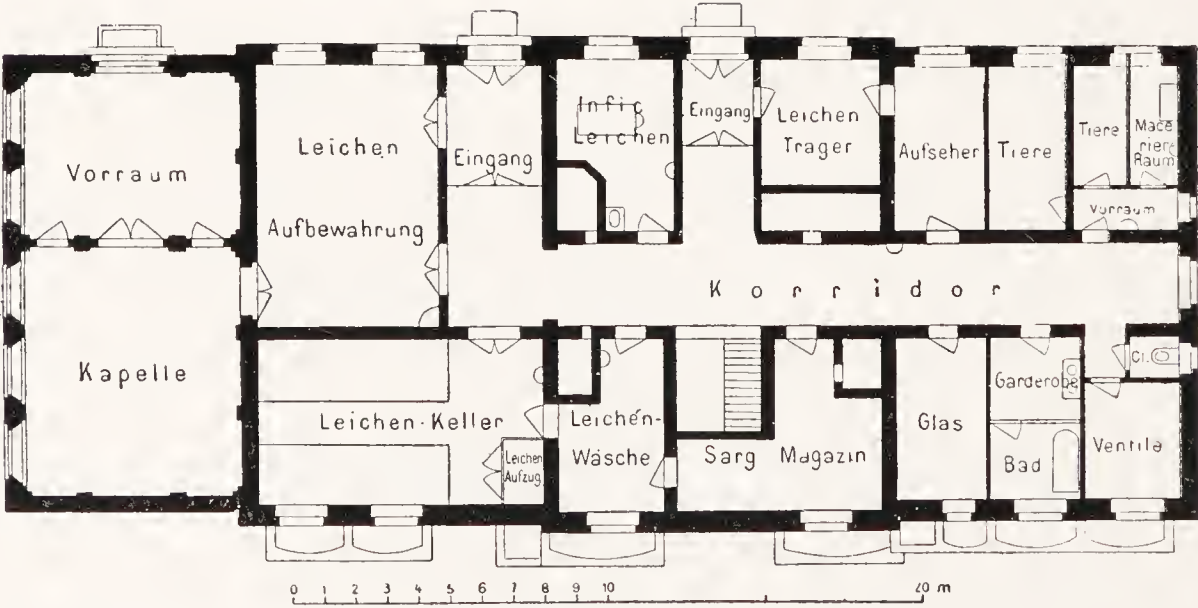 Vorraum
Leichen
Aufbewahrung
Eingang
Infic
Leichen
Eingang
Leichen
Trager
Aufseher
Tiere
Tiere
Mace
rier-
Raum
Vorraum
Korridor
Kapelle
Leichen-Keller
Leichen
Aufzug
Leichen-
Wäsche
Sarg Magazin
Glas
Garderobe
Bad
Cl.
Ventile
0 1 2 3 4 5 6 7 8 9 10 20 m